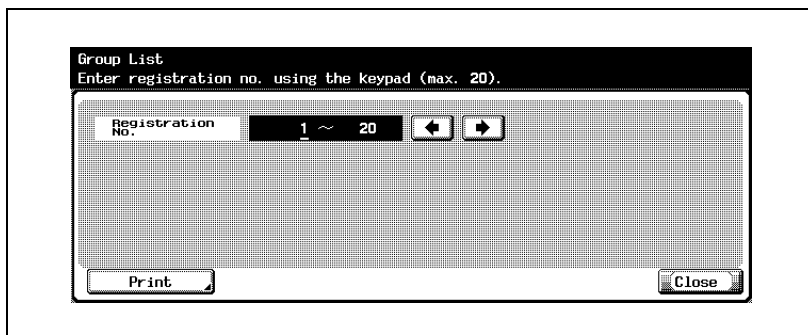 Group List
Enter registration no. using the keypad (max. 20).
Registration
No.
1 ~ 20
Print
Close